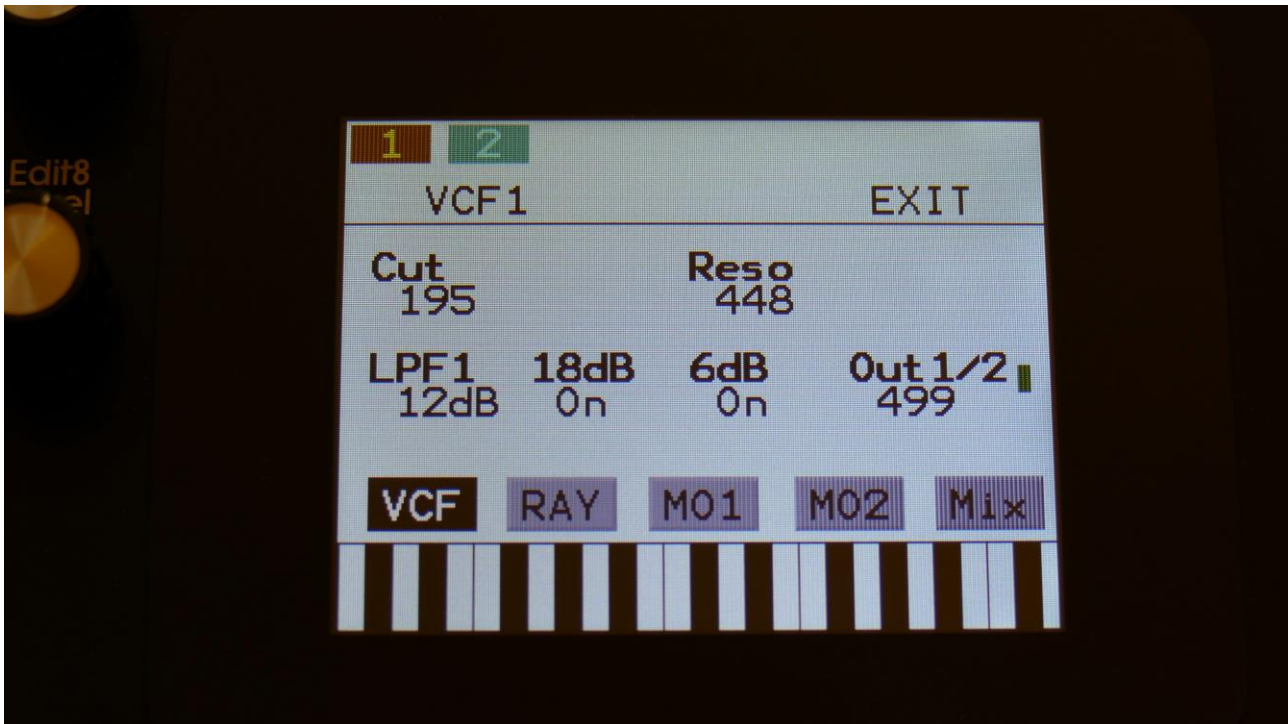 1 2
Edit8
VCF1 EXIT
Cut Reso
195 448
LPF1 18dB 6dB Out1/2
12dB On On 499
VCF RAY MO1 MO2 Mix